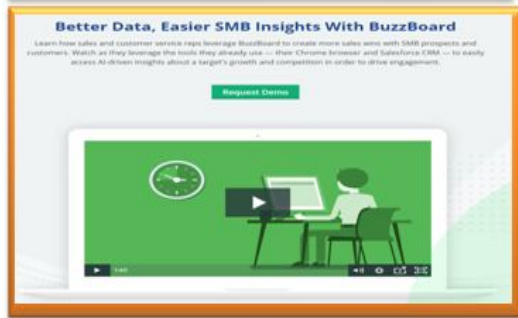 Better Data, Easier SMB Insights With BuzzBoard
Learn how sales and customer service reps leverage BuzzBoard to create more sales wins with SMB prospects and
customers. Watch as they leverage the tools they already use — their Chrome browser and Salesforce CRM — to easily
access AI-driven insights about a target's growth and competition in order to drive engagement.
Request Demo
1:40